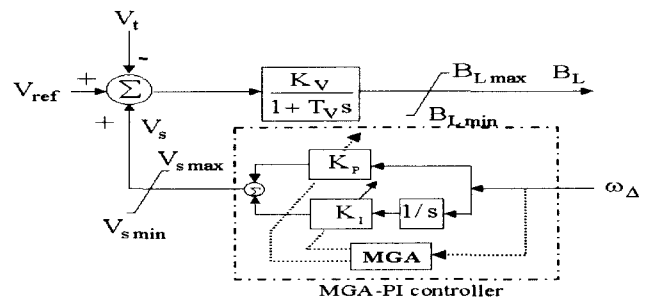 V_t
-
V_ref + Σ K_V / 1 + T_V s B_L max B_L
+ V_s B_L min
V_s max K_P
Σ ω_Δ
V_s min K_I 1/s
MGA
MGA-PI controller